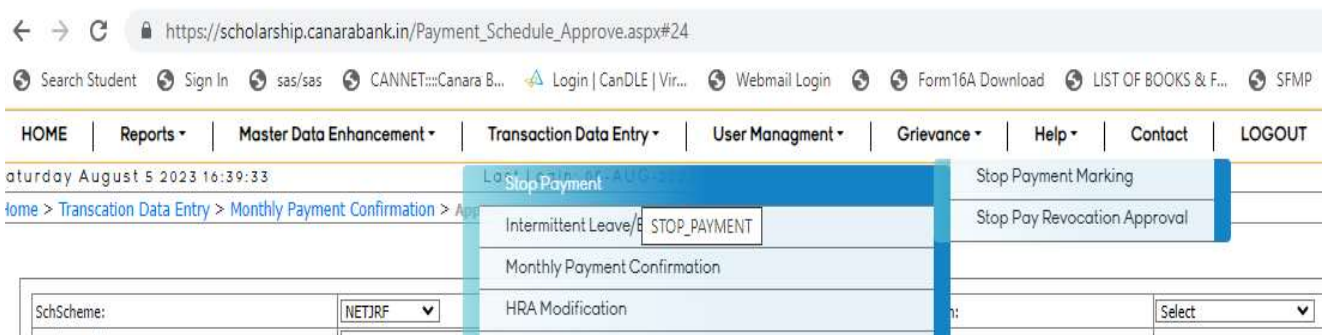 https://scholarship.canarabank.in/Payment_Schedule_Approve.aspx#24
Search Student Sign In sas/sas CANNET::::Canara B... Login | CanDLE | Vir... Webmail Login Form16A Download LIST OF BOOKS & F... SFMP
HOME Reports Master Data Enhancement Transaction Data Entry User Managment Grievance Help Contact LOGOUT
aturday August 5 2023 16:39:33
Stop Payment Stop Payment Marking
Home > Transcation Data Entry > Monthly Payment Confirmation >
Stop Pay Revocation Approval
Intermittent Leave/ STOP_PAYMENT
Monthly Payment Confirmation
SchScheme: NETJRF HRA Modification Select